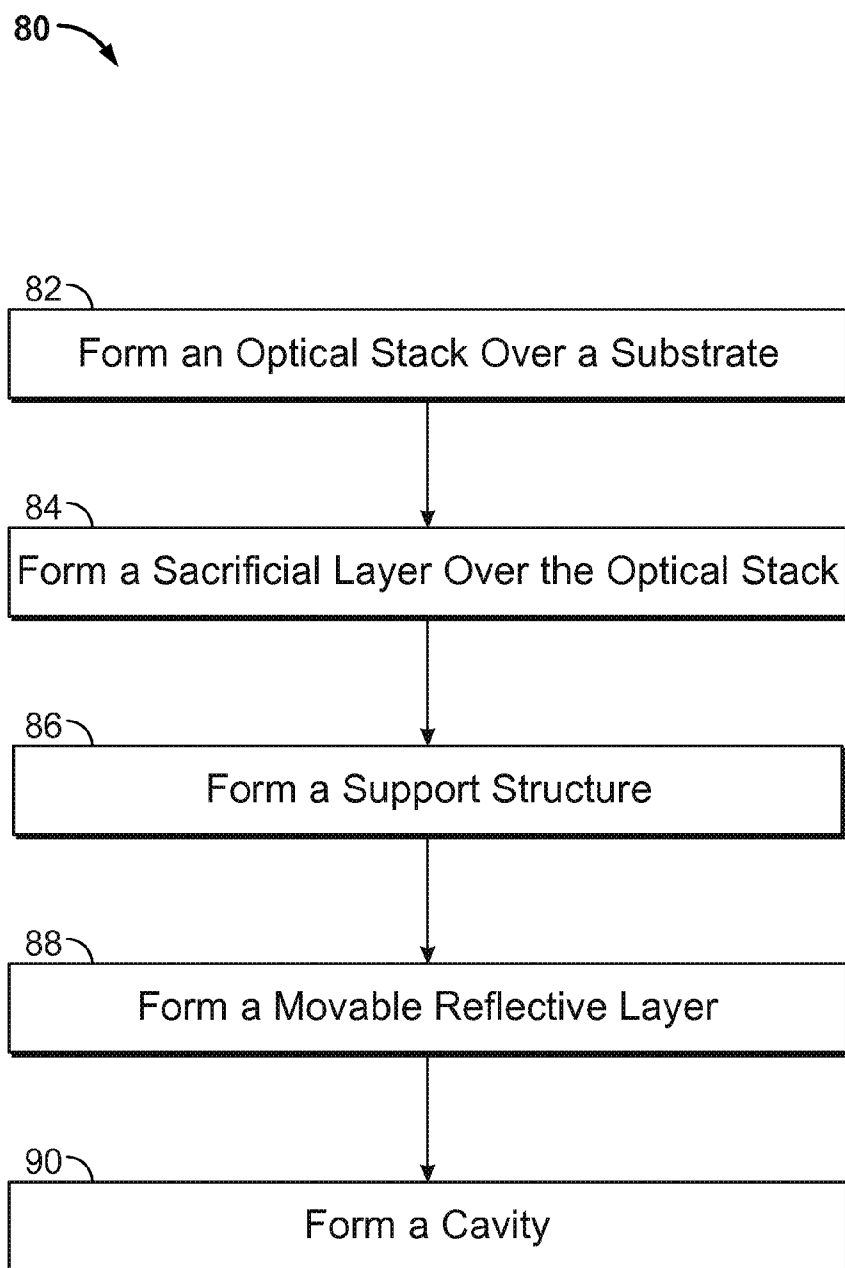 80
82
Form an Optical Stack Over a Substrate
84
Form a Sacrificial Layer Over the Optical Stack
86
Form a Support Structure
88
Form a Movable Reflective Layer
90
Form a Cavity